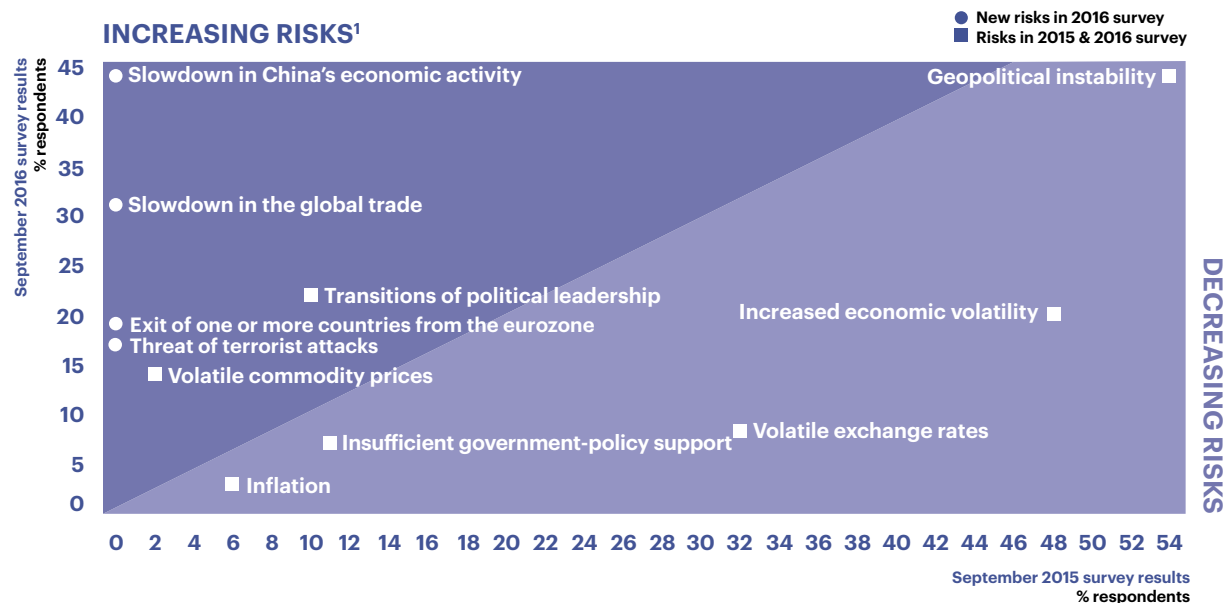 INCREASING RISKS¹
New risks in 2016 survey
Risks in 2015 & 2016 survey
September 2016 survey results
% respondents
45
40
35
30
25
20
15
10
5
0
Slowdown in China’s economic activity
Geopolitical instability
Slowdown in the global trade
Transitions of political leadership
Increased economic volatility
Exit of one or more countries from the eurozone
Threat of terrorist attacks
Volatile commodity prices
Insufficient government-policy support
Volatile exchange rates
Inflation
DECREASING RISKS
0 2 4 6 8 10 12 14 16 18 20 22 24 26 28 30 32 34 36 38 40 42 44 46 48 50 52 54
September 2015 survey results
% respondents